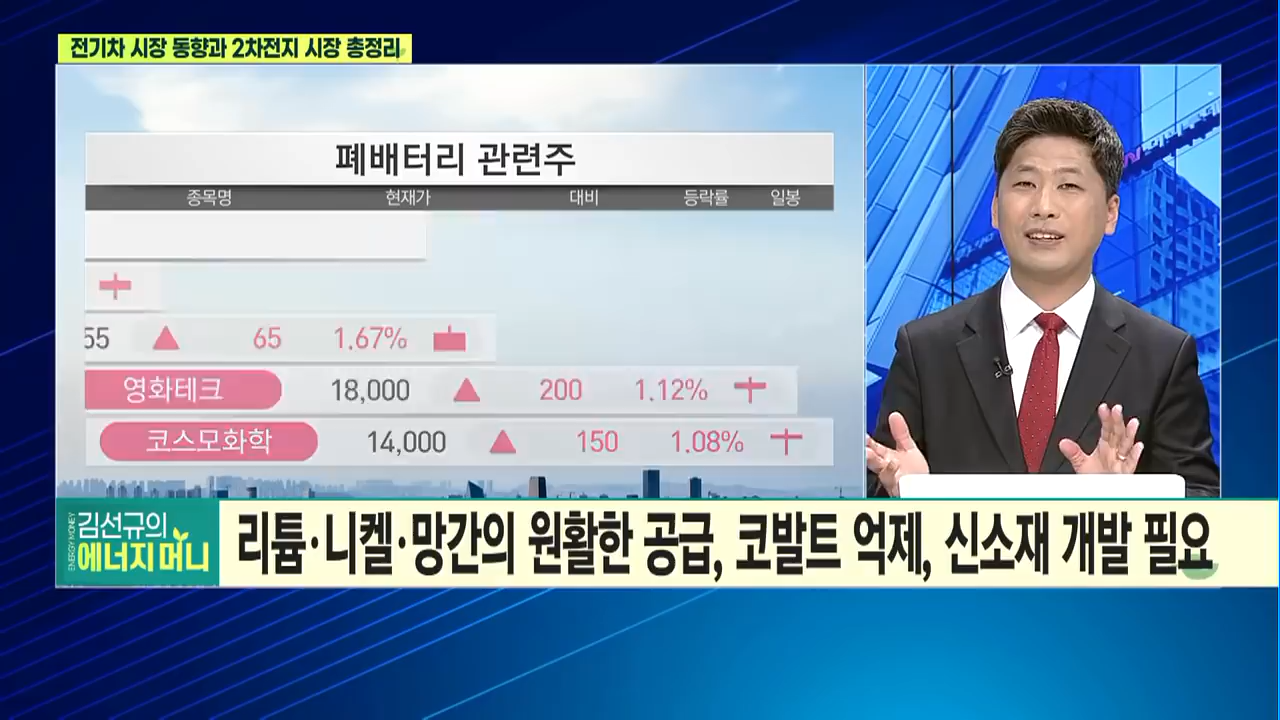 전기차 시장 동향과 2차전지 시장 총정리
폐배터리 관련주
종목명 현재가 대비 등락률 일봉
55 ▲ 65 1.67%
영화테크 18,000 ▲ 200 1.12%
코스모화학 14,000 ▲ 150 1.08%
ENERGY MONEY
김선규의
에너지 머니
리튬·니켈·망간의 원활한 공급, 코발트 억제, 신소재 개발 필요